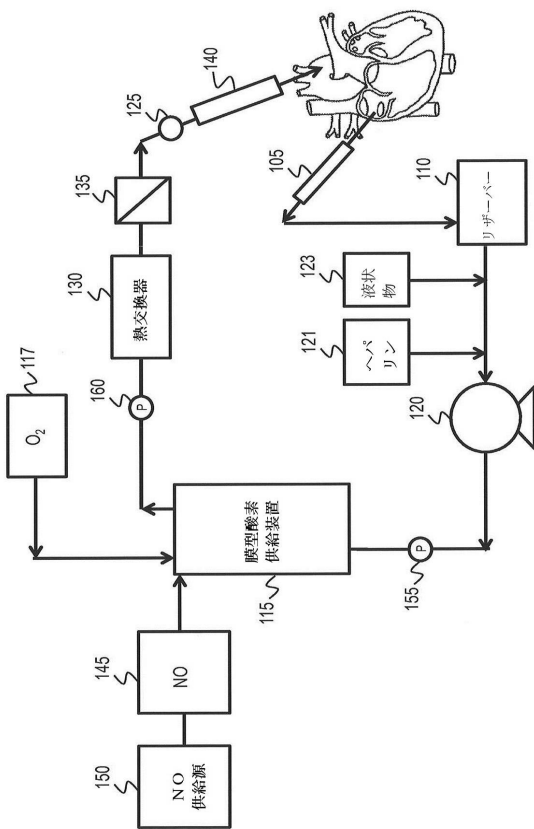 150
NO
供給源
145
NO
117
O₂
115
膜型酸素
供給装置
160
P
130
熱交換器
135
125
140
105
155
P
120
121
ヘパ
リン
123
液状
物
110
リザーバー